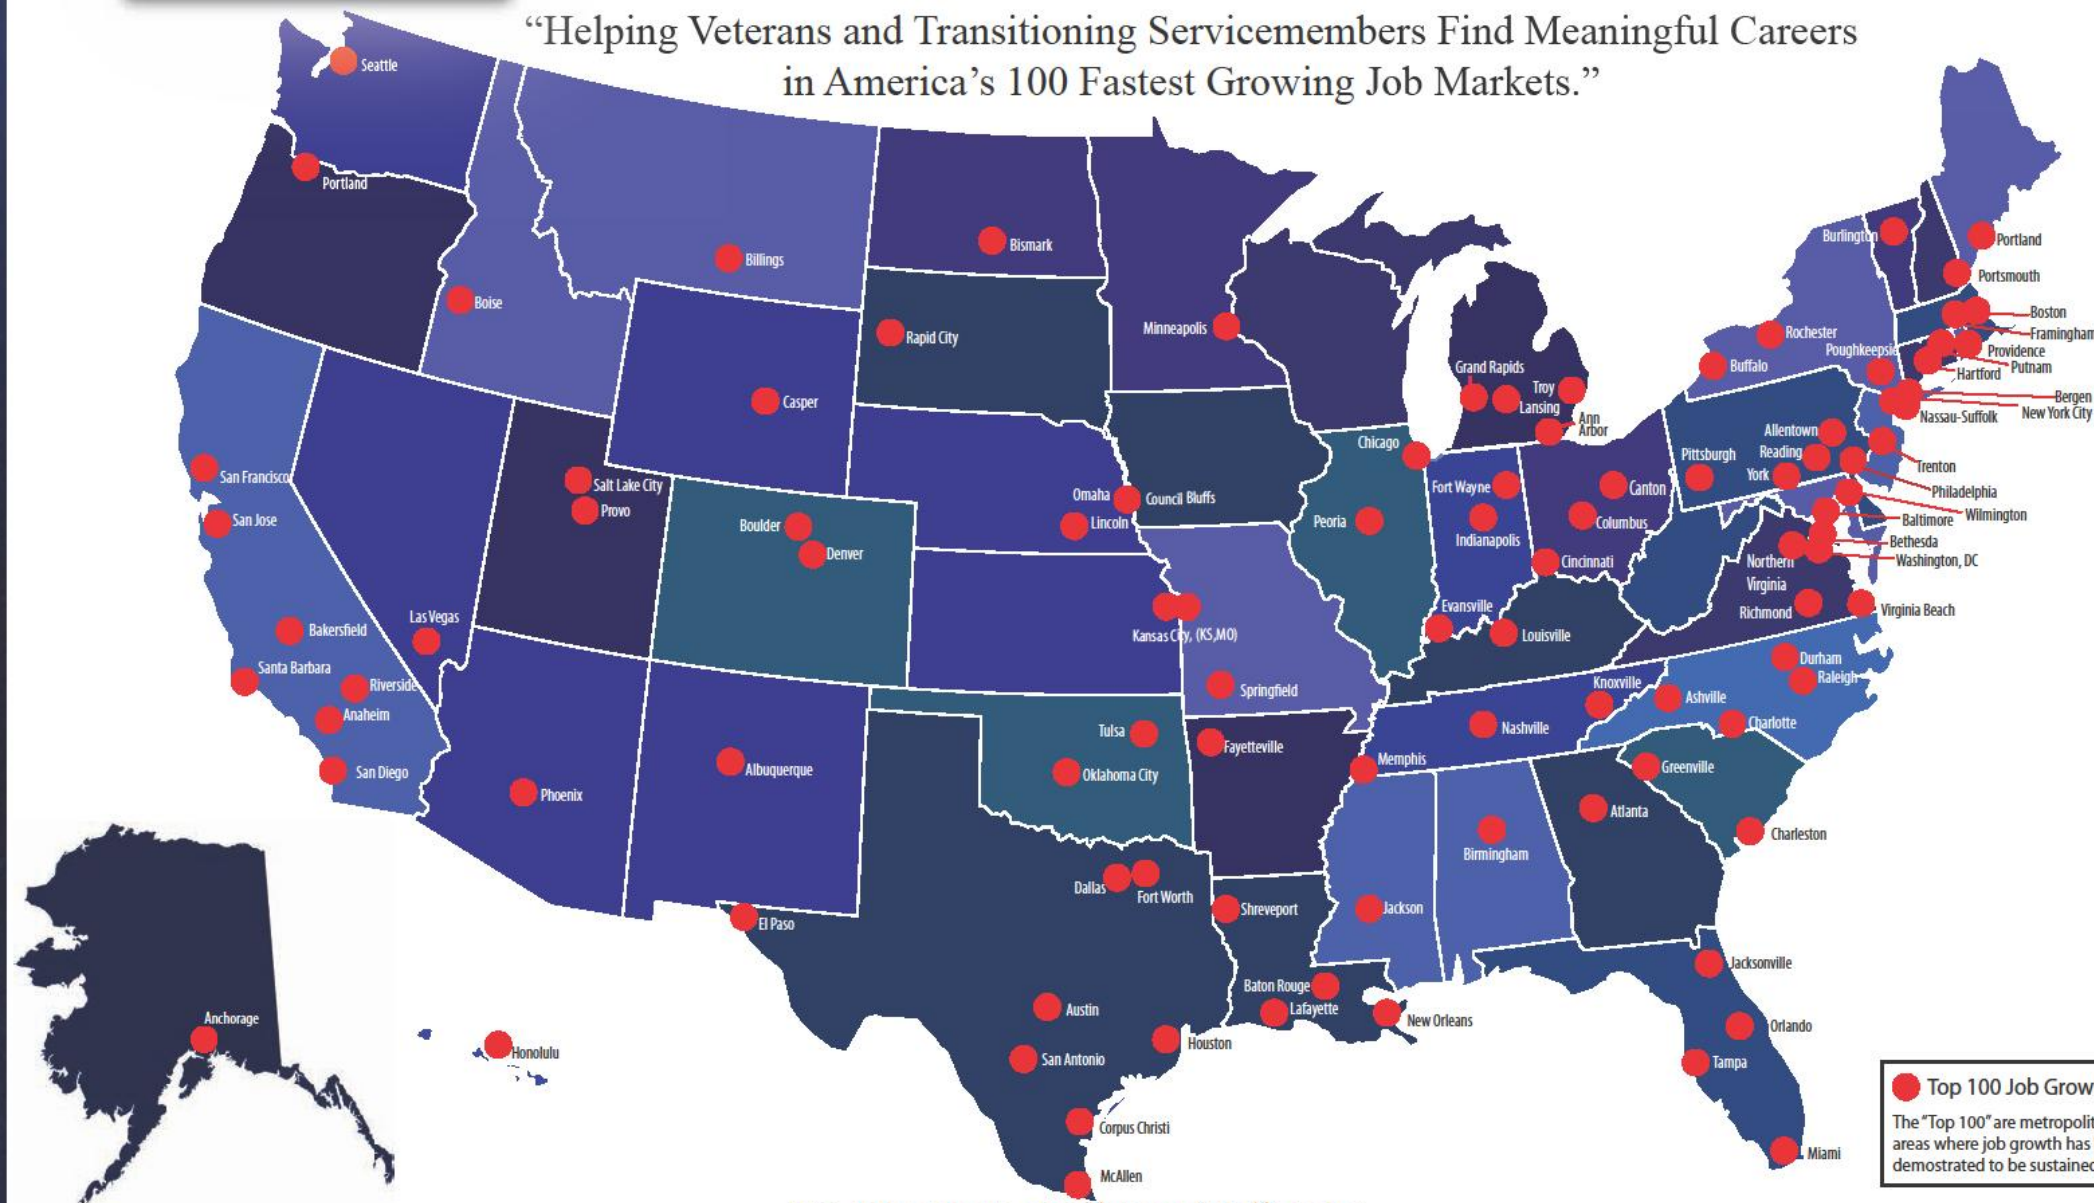 “Helping Veterans and Transitioning Servicemembers Find Meaningful Careers
in America’s 100 Fastest Growing Job Markets.”
Seattle
Portland
Billings
Bismark
Boise
Rapid City
Minneapolis
Casper
Burlington
Portland
Portsmouth
Boston
Framingham
Rochester
Poughkeepsie
Providence
Putnam
Hartford
Buffalo
Bergen
New York City
Nassau-Suffolk
Grand Rapids
Troy
Lansing
Ann
Arbor
Chicago
Allentown
Pittsburgh
Reading
York
Trenton
Philadelphia
Wilmington
Baltimore
Bethesda
Washington, DC
San Francisco
San Jose
Salt Lake City
Provo
Boulder
Denver
Omaha
Council Bluffs
Lincoln
Peoria
Fort Wayne
Indianapolis
Canton
Columbus
Cincinnati
Northern
Virginia
Richmond
Virginia Beach
Las Vegas
Bakersfield
Santa Barbara
Riverside
Anaheim
San Diego
Kansas City, (KS,MO)
Springfield
Evansville
Louisville
Durham
Raleigh
Knoxville
Ashville
Charlotte
Nashville
Memphis
Phoenix
Albuquerque
Tulsa
Oklahoma City
Fayetteville
Greenville
Atlanta
Charleston
Birmingham
El Paso
Dallas
Fort Worth
Shreveport
Jackson
Jacksonville
Baton Rouge
Lafayette
New Orleans
Austin
San Antonio
Houston
Orlando
Tampa
Anchorage
Honolulu
Corpus Christi
McAllen
Miami
Top 100 Job Grow
The “Top 100” are metropolit
areas where job growth has
demostrated to be sustained